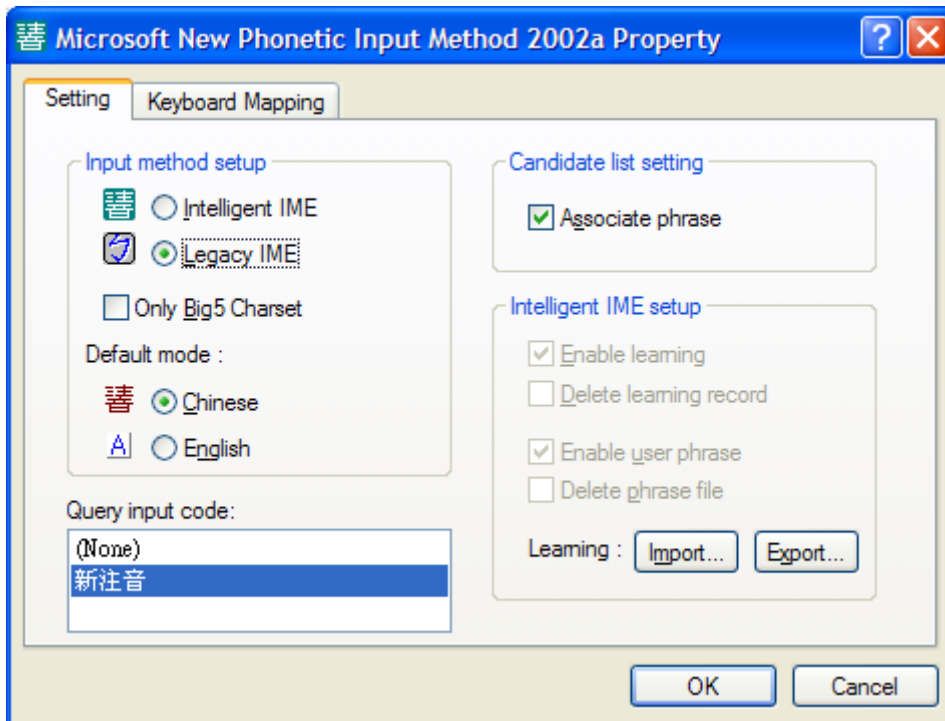 Microsoft New Phonetic Input Method 2002a Property
Setting
Keyboard Mapping
Input method setup
Intelligent IME
Legacy IME
Only Big5 Charset
Default mode :
Chinese
A English
Query input code:
(None)
新注音
Candidate list setting
Associate phrase
Intelligent IME setup
Enable learning
Delete learning record
Enable user phrase
Delete phrase file
Learning : Import... Export...
OK
Cancel